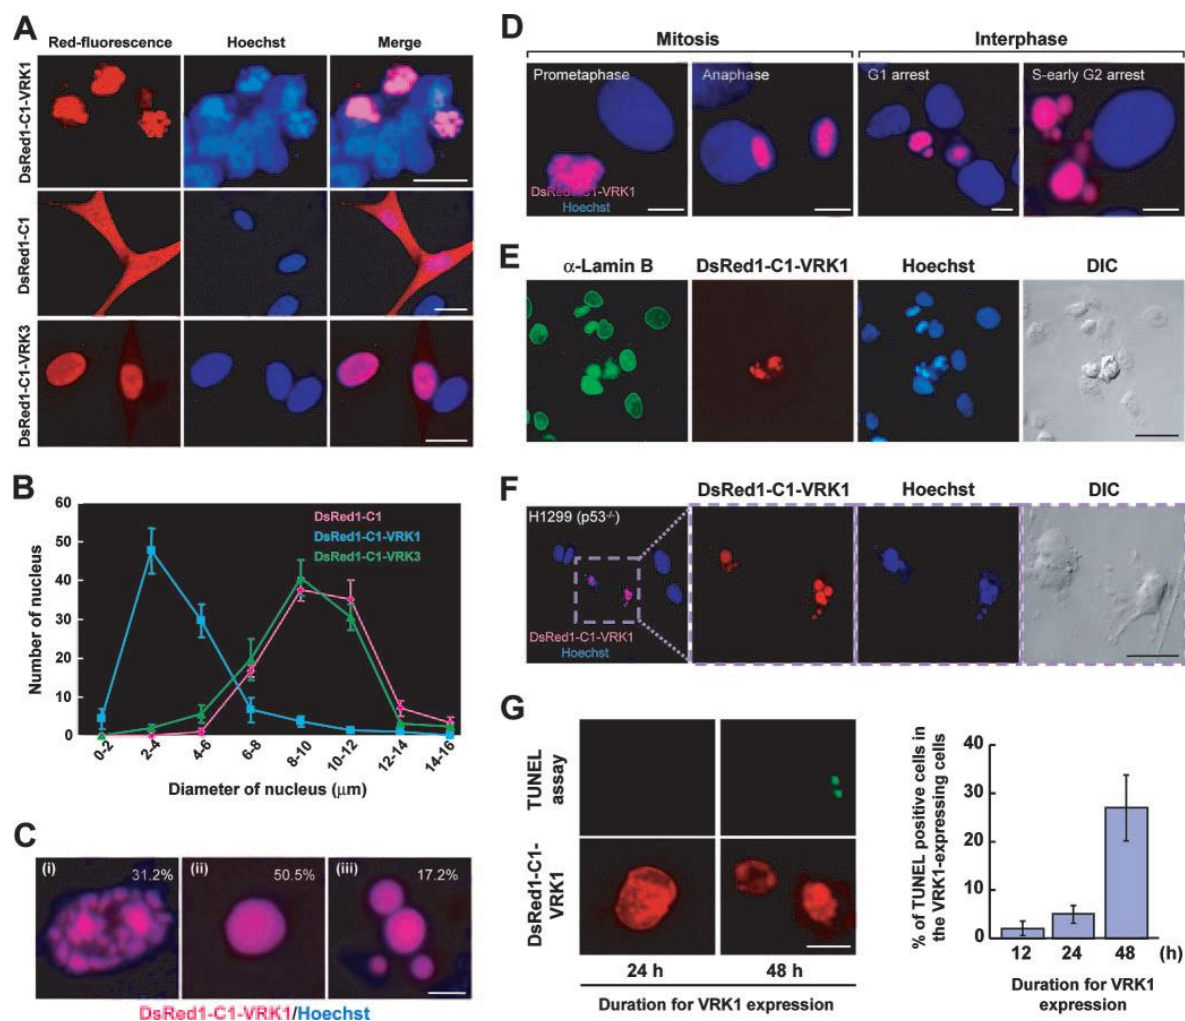 A
Red-fluorescence Hoechst Merge
DsRed1-C1-VRK1
DsRed1-C1
DsRed1-C1-VRK3
B
Number of nucleus
60
50
40
30
20
10
0
DsRed1-C1
DsRed1-C1-VRK1
DsRed1-C1-VRK3
0-2 2-4 4-6 6-8 8-10 10-12 12-14 14-16
Diameter of nucleus (μm)
C
(i) 31.2% (ii) 50.5% (iii) 17.2%
DsRed1-C1-VRK1/Hoechst
D
Mitosis Interphase
Prometaphase Anaphase G1 arrest S-early G2 arrest
DsRed1-C1-VRK1
Hoechst
E
α-Lamin B DsRed1-C1-VRK1 Hoechst DIC
F
DsRed1-C1-VRK1 Hoechst DIC
H1299 (p53-/-)
DsRed1-C1-VRK1
Hoechst
G
TUNEL
assay
DsRed1-C1-
VRK1
24 h 48 h
Duration for VRK1 expression
% of TUNEL positive cells in
the VRK1-expressing cells
40
30
20
10
0
12 24 48 (h)
Duration for VRK1
expression